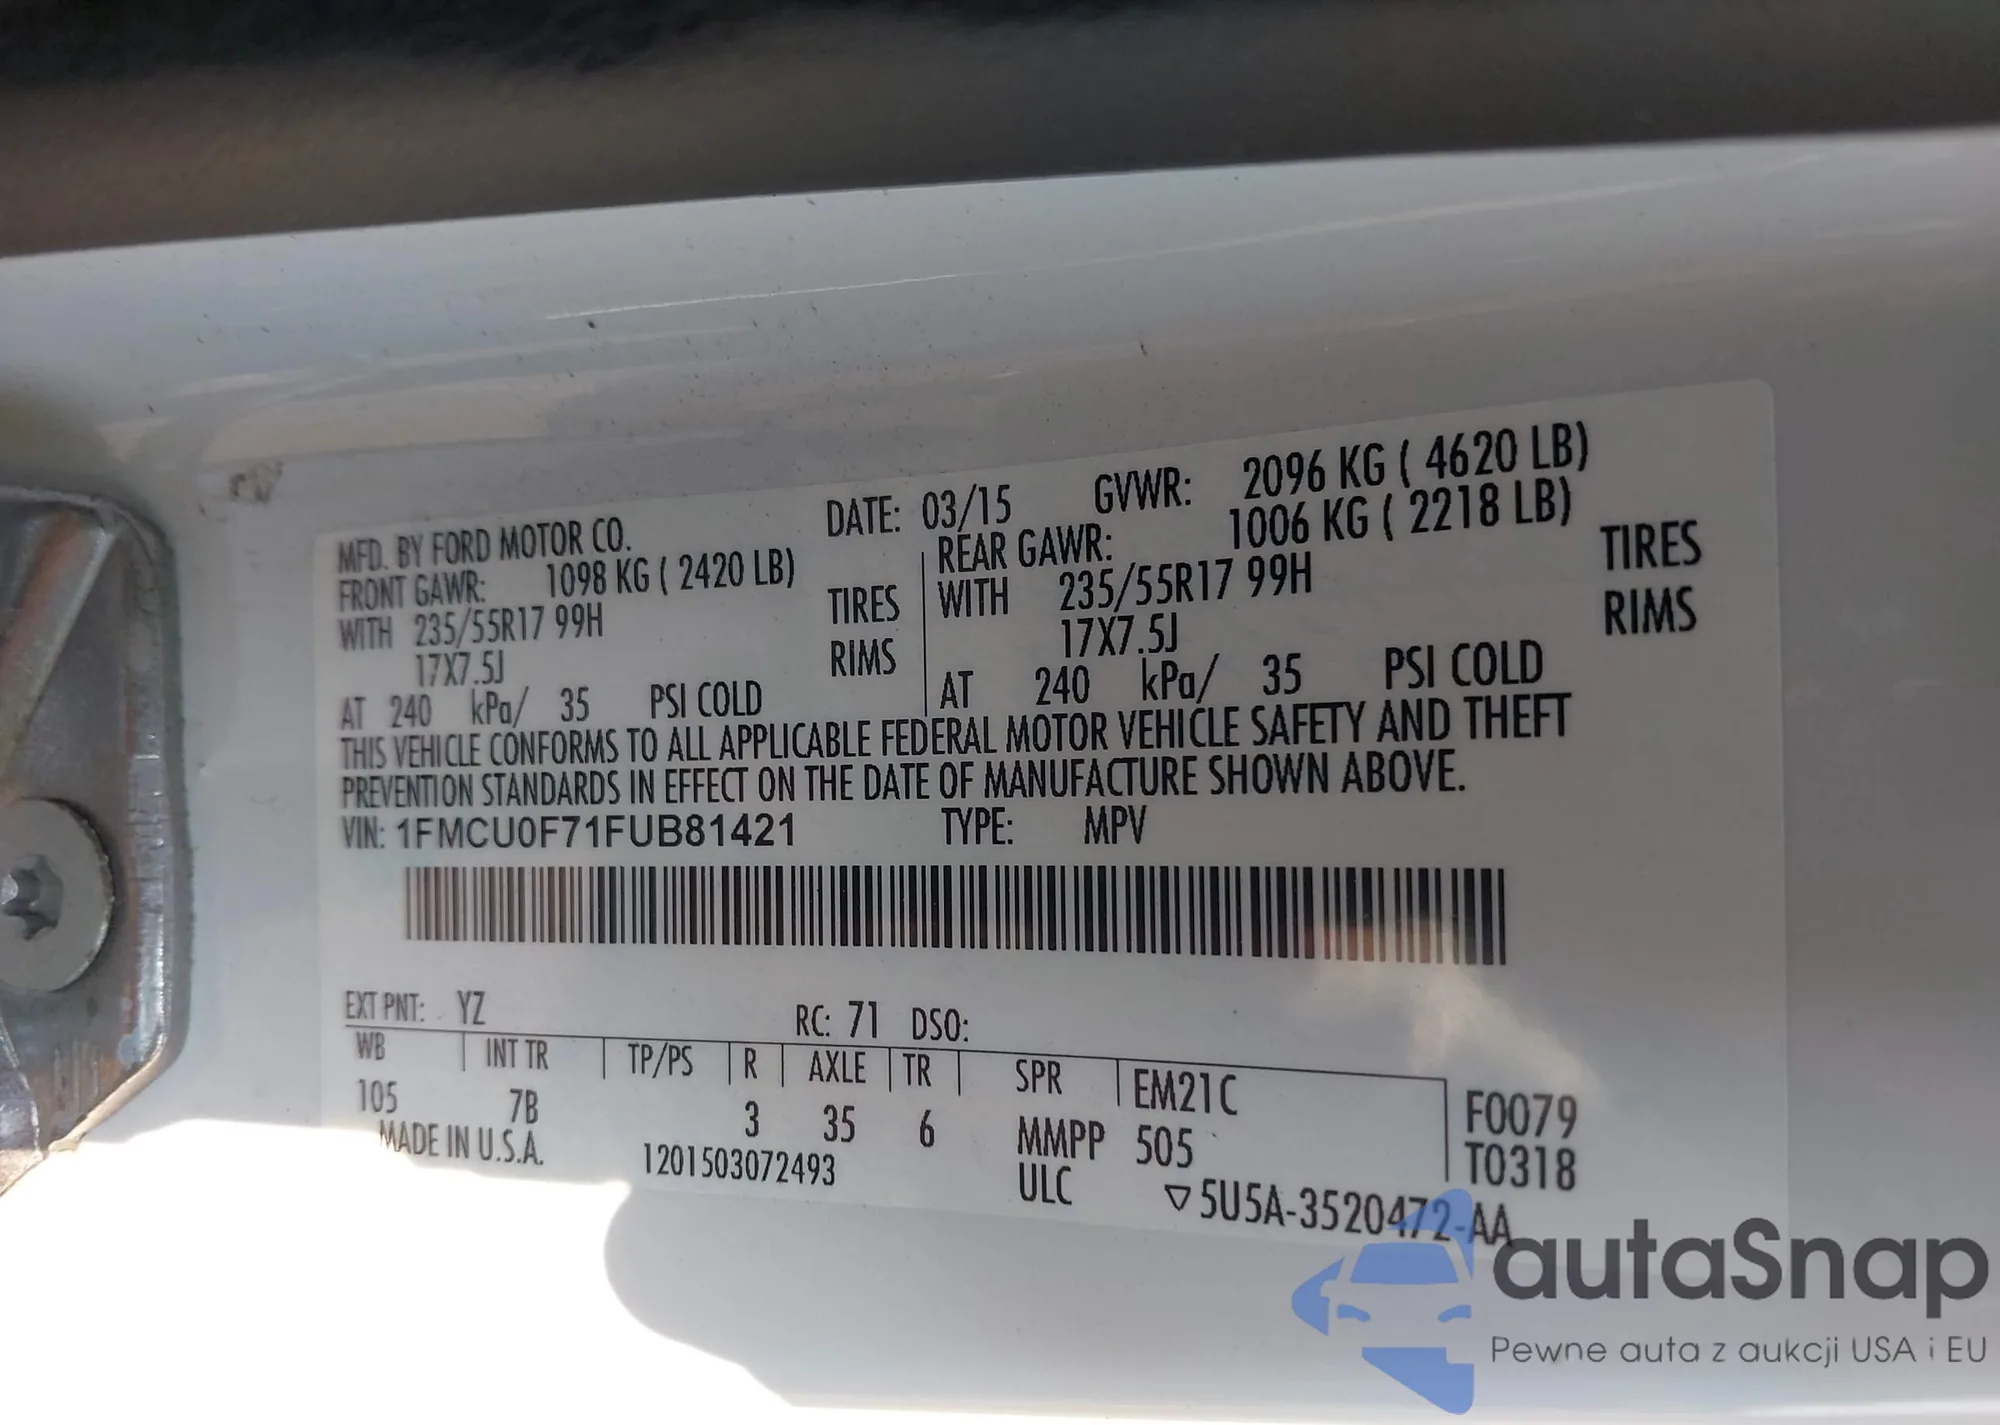 MFD. BY FORD MOTOR CO. DATE: 03/15 GVWR: 2096 KG ( 4620 LB)
FRONT GAWR: 1098 KG ( 2420 LB) REAR GAWR: 1006 KG ( 2218 LB)
WITH 235/55R17 99H TIRES WITH 235/55R17 99H TIRES
17X7.5J RIMS 17X7.5J RIMS
AT 240 kPa/ 35 PSI COLD AT 240 kPa/ 35 PSI COLD
THIS VEHICLE CONFORMS TO ALL APPLICABLE FEDERAL MOTOR VEHICLE SAFETY AND THEFT
PREVENTION STANDARDS IN EFFECT ON THE DATE OF MANUFACTURE SHOWN ABOVE.
VIN: 1FMCU0F71FUB81421 TYPE: MPV
EXT PNT: YZ RC: 71 DSO:
WB INT TR TP/PS R AXLE TR SPR EM21C F0079
105 7B 3 35 6 MMPP 505 T0318
MADE IN U.S.A. 1201503072493 ULC ▽5U5A-3520472-AA
autaSnap
Pewne auta z aukcji USA i EU